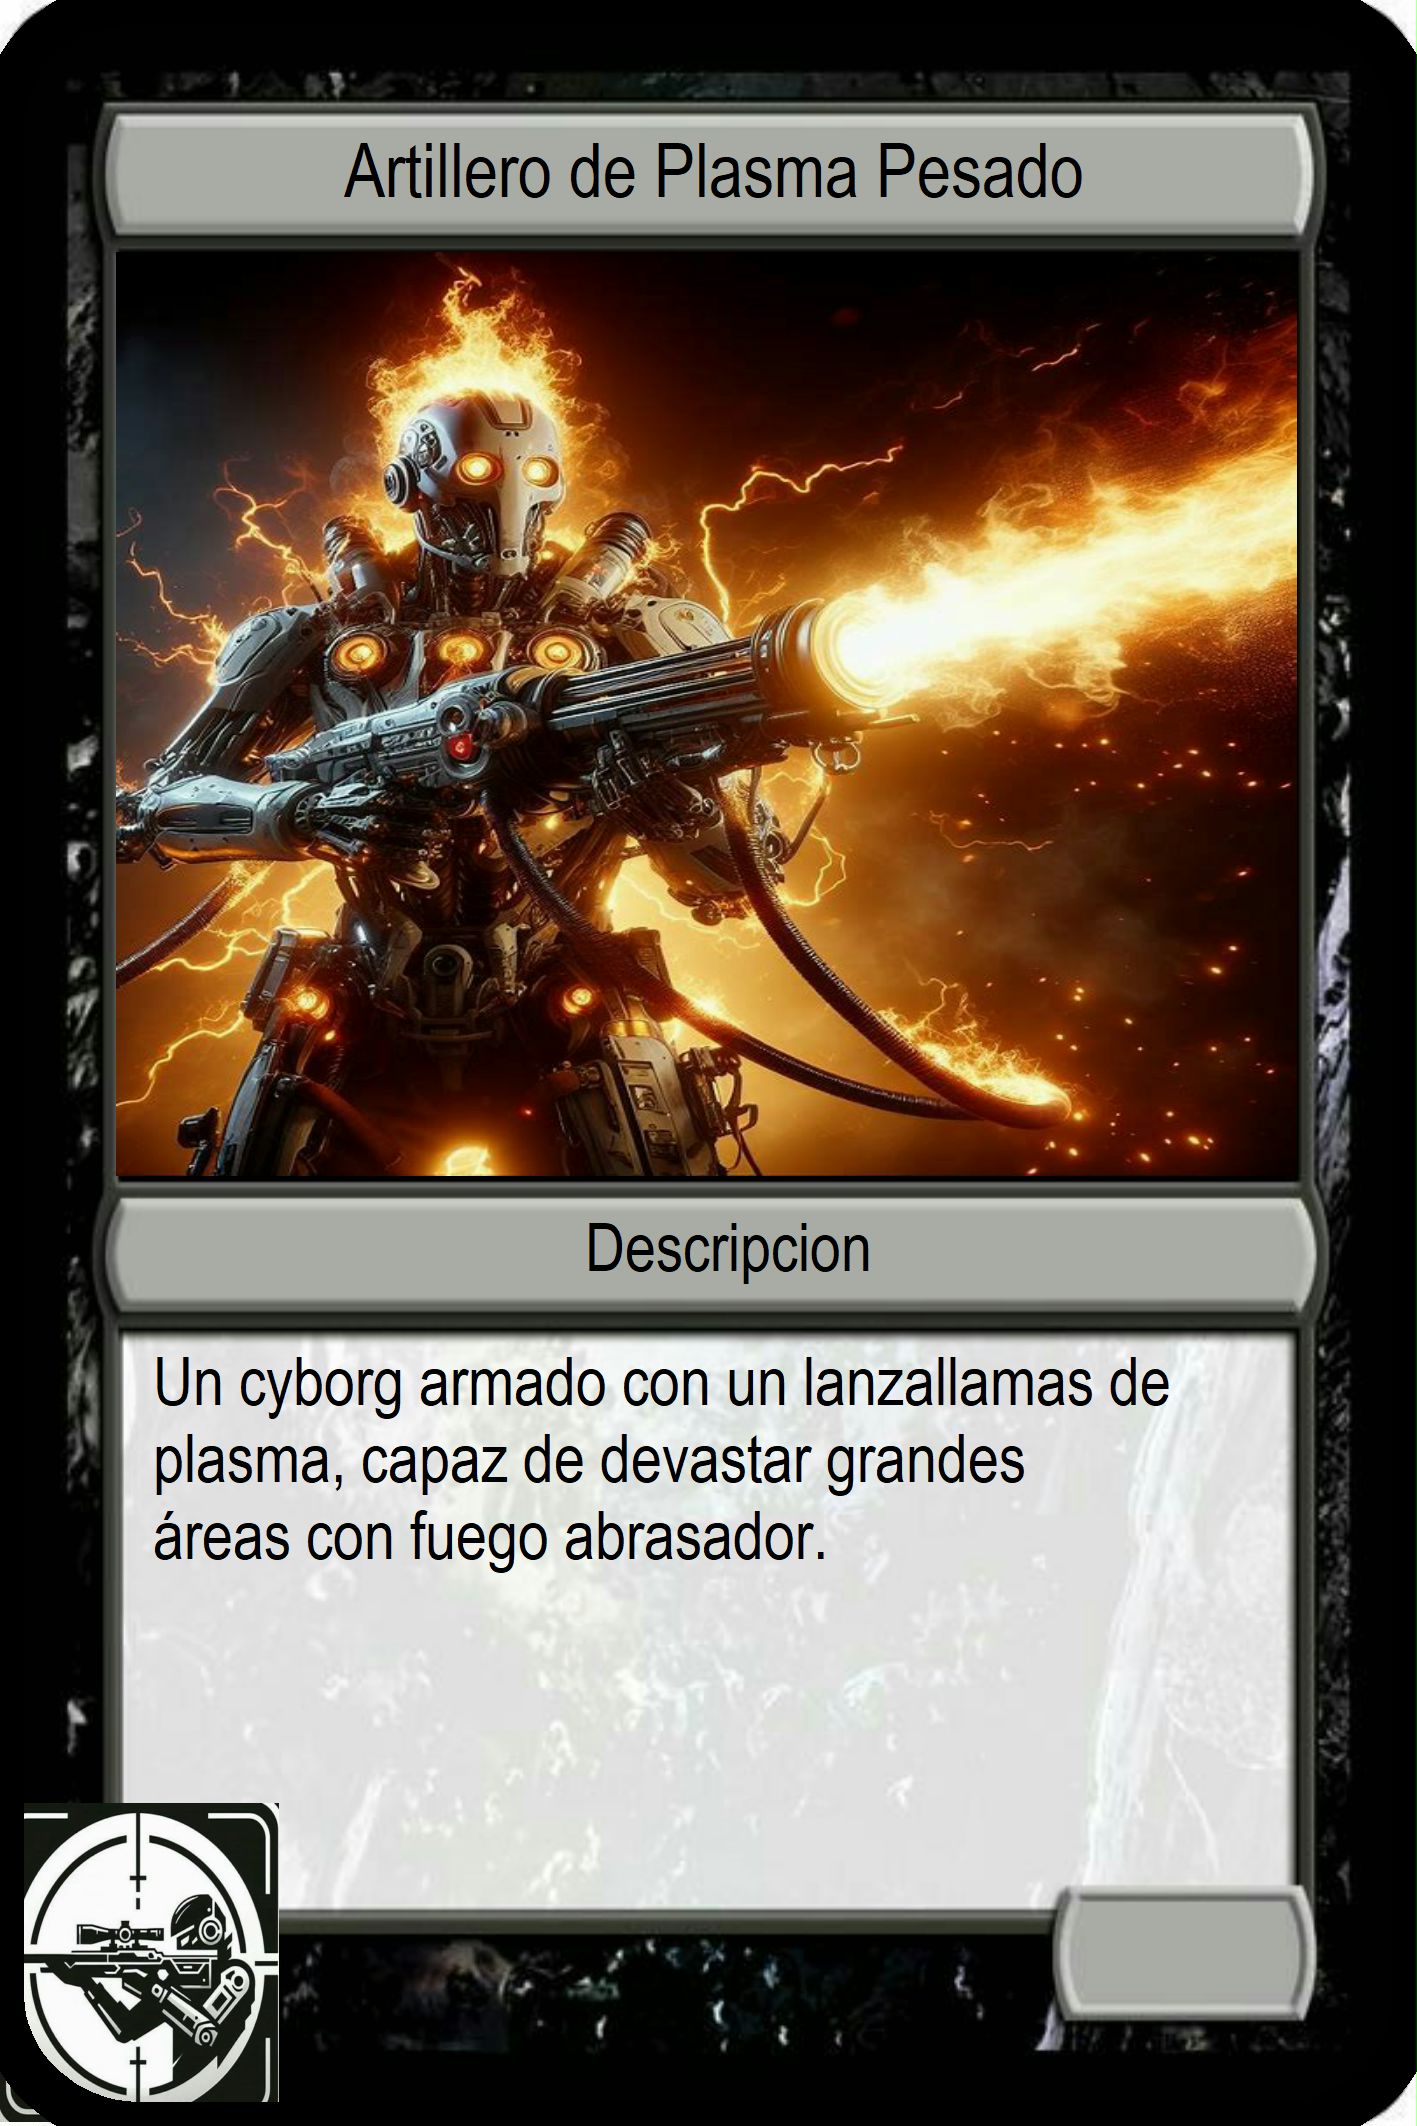 Artillero de Plasma Pesado
Descripcion
Un cyborg armado con un lanzallamas de
plasma, capaz de devastar grandes
áreas con fuego abrasador.